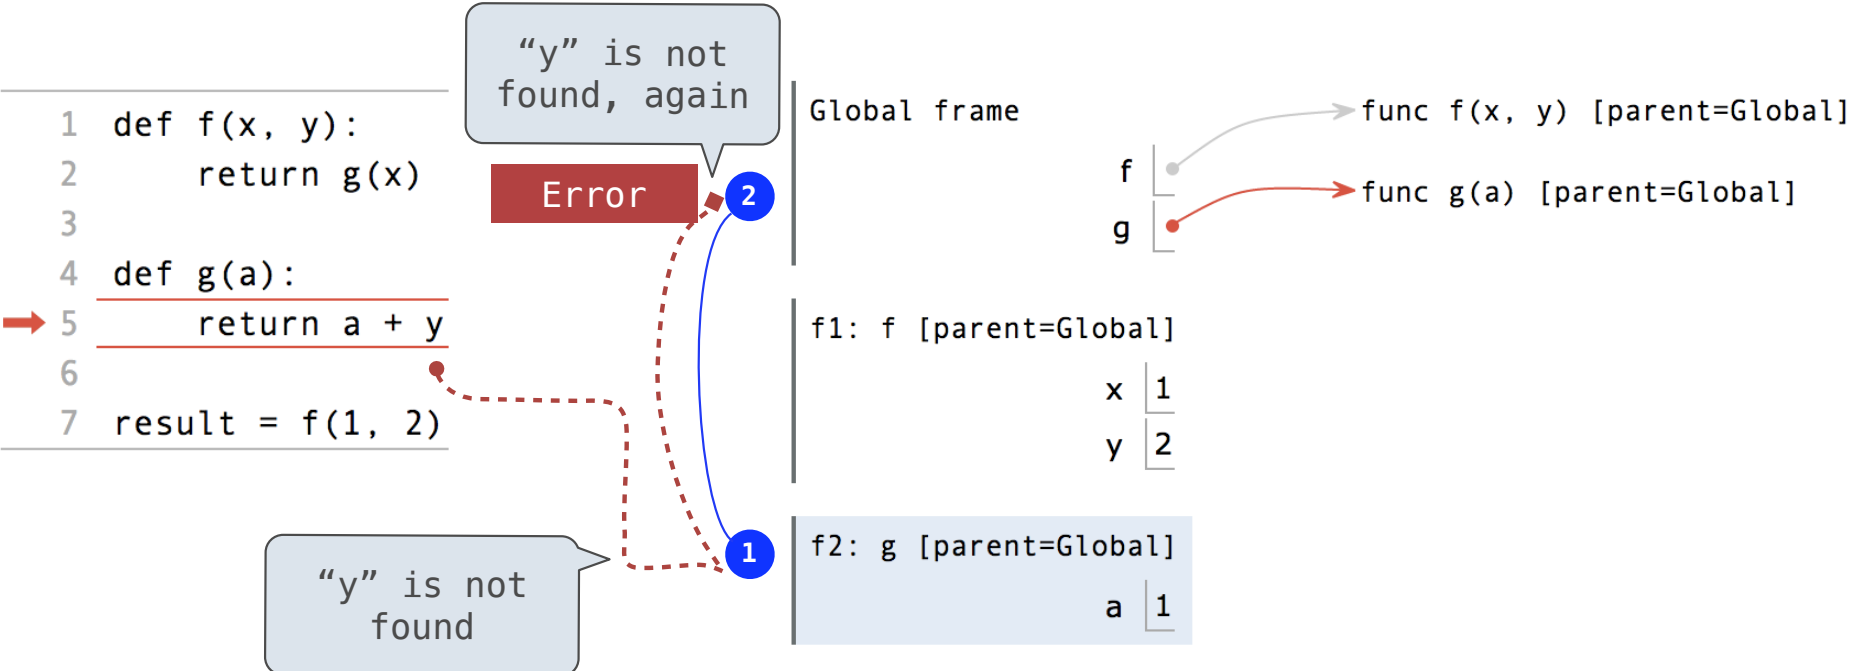 “y” is not
found, again
1 def f(x, y):
2 return g(x)
3
4 def g(a):
5 return a + y
6
7 result = f(1, 2)
Error
2
1
“y” is not
found
Global frame
f
g
func f(x, y) [parent=Global]
func g(a) [parent=Global]
f1: f [parent=Global]
x 1
y 2
f2: g [parent=Global]
a 1